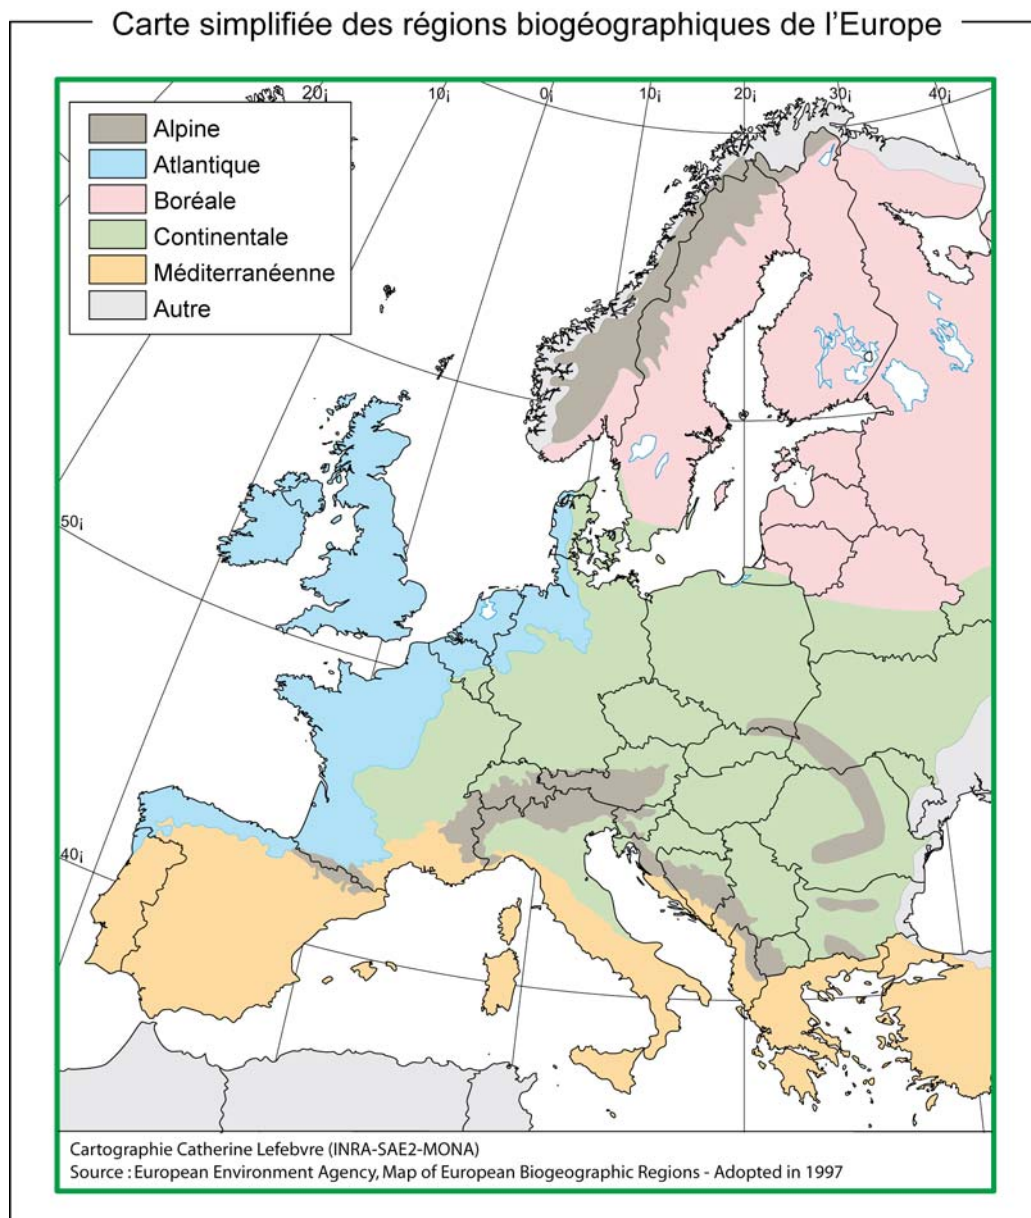 Carte simplifiée des régions biogéographiques de l'Europe
20¡ 10¡ 0¡ 10¡ 20¡ 30¡ 40¡
Alpine
Atlantique
Boréale
Continentale
Méditerranéenne
Autre
50¡
40¡
Cartographie Catherine Lefebvre (INRA-SAE2-MONA)
Source : European Environment Agency, Map of European Biogeographic Regions - Adopted in 1997